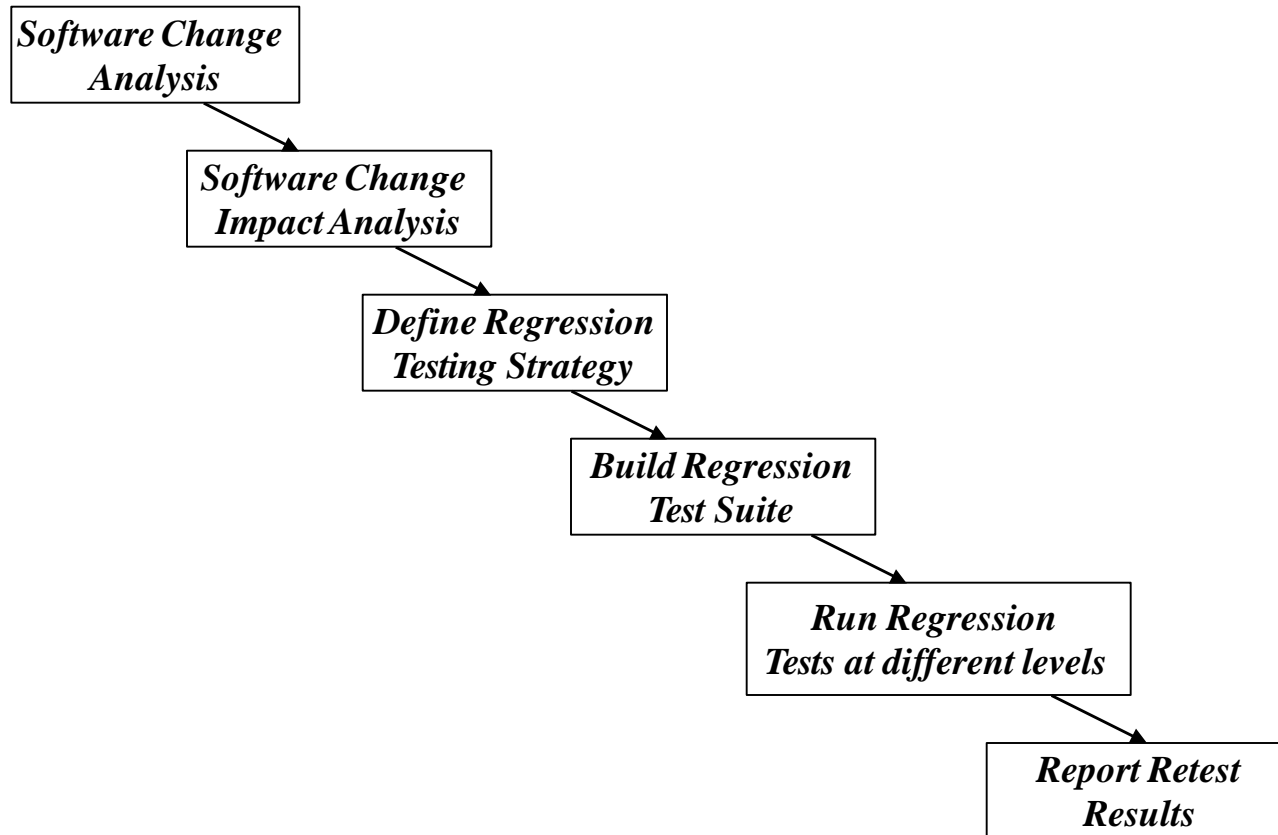 Software Change
Analysis
Software Change
Impact Analysis
Define Regression
Testing Strategy
Build Regression
Test Suite
Run Regression
Tests at different levels
Report Retest
Results